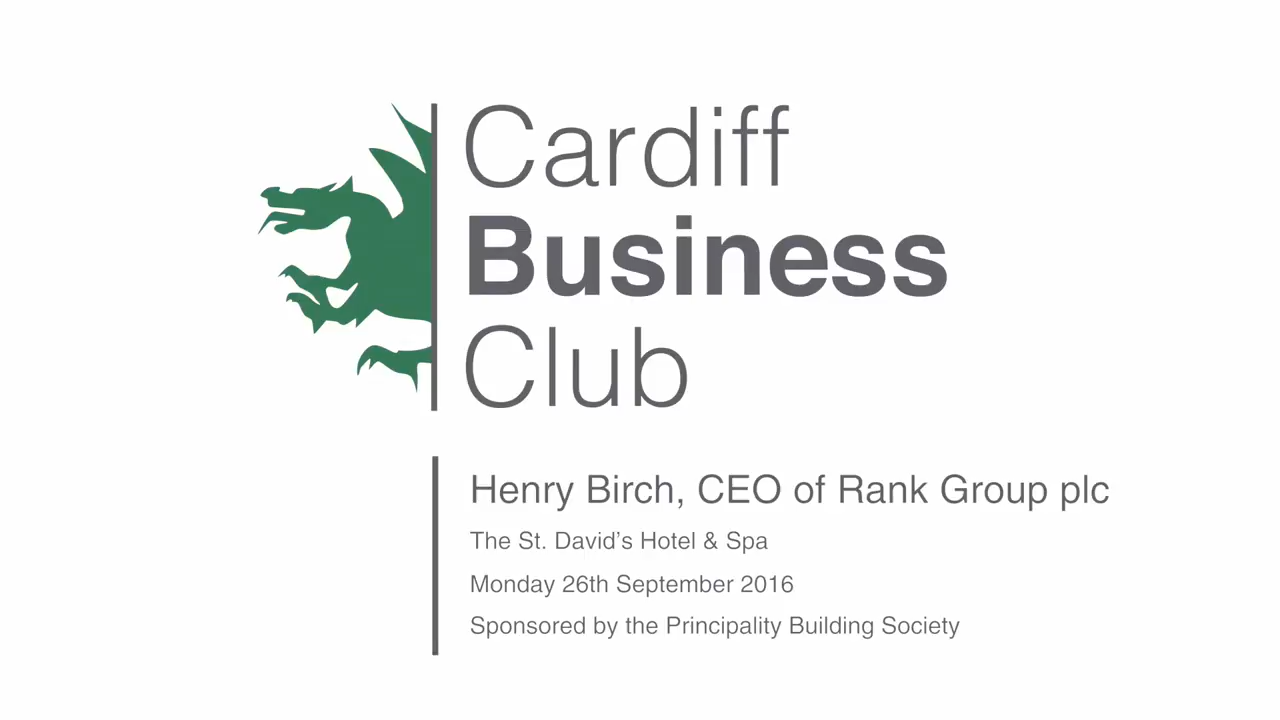 Cardiff
Business
Club
Henry Birch, CEO of Rank Group plc
The St. David’s Hotel & Spa
Monday 26th September 2016
Sponsored by the Principality Building Society